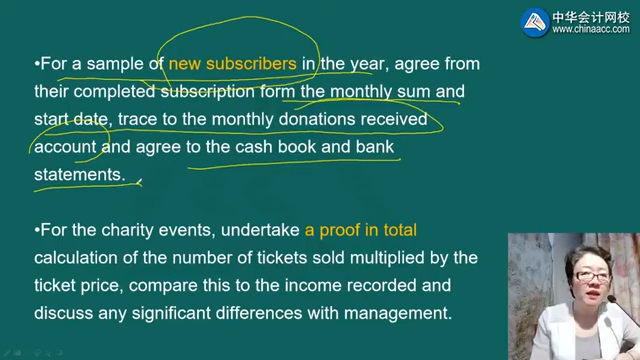 中华会计网校
www.chinaacc.com
•For a sample of new subscribers in the year, agree from
their completed subscription form the monthly sum and
start date, trace to the monthly donations received
account and agree to the cash book and bank
statements.
•For the charity events, undertake a proof in total
calculation of the number of tickets sold multiplied by the
ticket price, compare this to the income recorded and
discuss any significant differences with management.